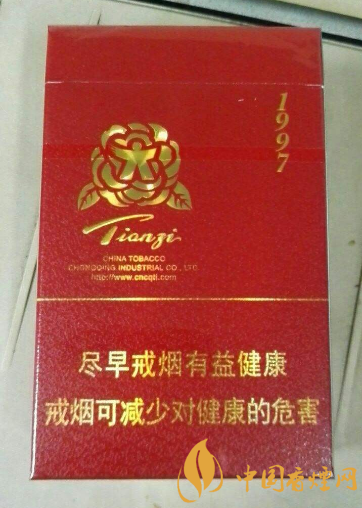 1997
Tianzi
CHINA TOBACCO
CHONGQING INDUSTRIAL CO., LTD.
http://www.cncqti.com
尽早戒烟有益健康
戒烟可减少对健康的危害
中国香烟网